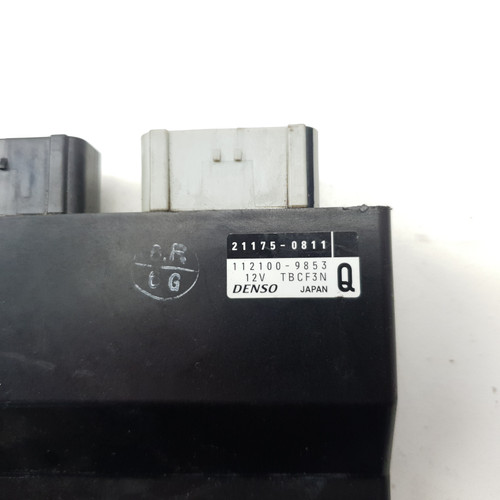 21175-0811
112100-9853
12V TBCF3N
DENSO JAPAN Q
A.R
t G